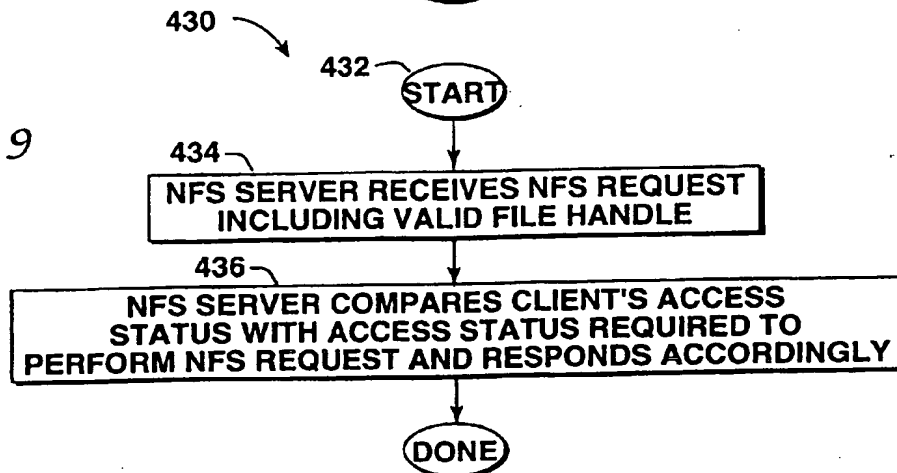 430
432
START
9
434
NFS SERVER RECEIVES NFS REQUEST
INCLUDING VALID FILE HANDLE
436
NFS SERVER COMPARES CLIENT'S ACCESS
STATUS WITH ACCESS STATUS REQUIRED TO
PERFORM NFS REQUEST AND RESPONDS ACCORDINGLY
DONE